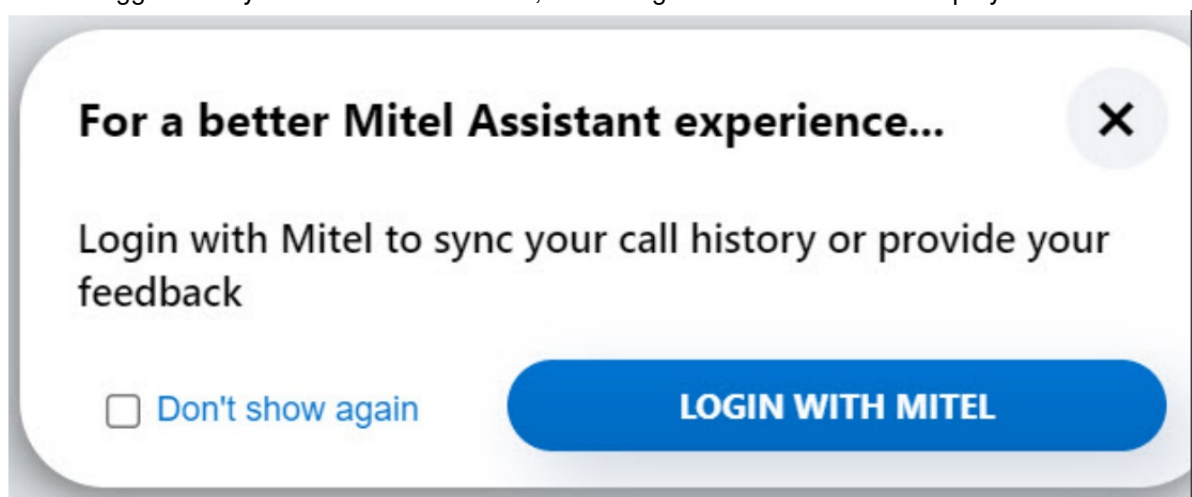 For a better Mitel Assistant experience...
Login with Mitel to sync your call history or provide your
feedback
Don't show again
LOGIN WITH MITEL